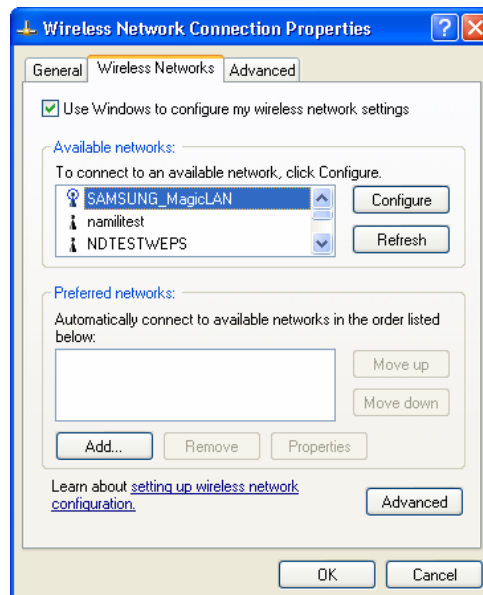 Wireless Network Connection Properties
General Wireless Networks Advanced
Use Windows to configure my wireless network settings
Available networks:
To connect to an available network, click Configure.
SAMSUNG_MagicLAN
Configure
namilitest
NDTESTWEPS
Refresh
Preferred networks:
Automatically connect to available networks in the order listed
below:
Move up
Move down
Add... Remove Properties
Learn about setting up wireless network
configuration.
Advanced
OK Cancel